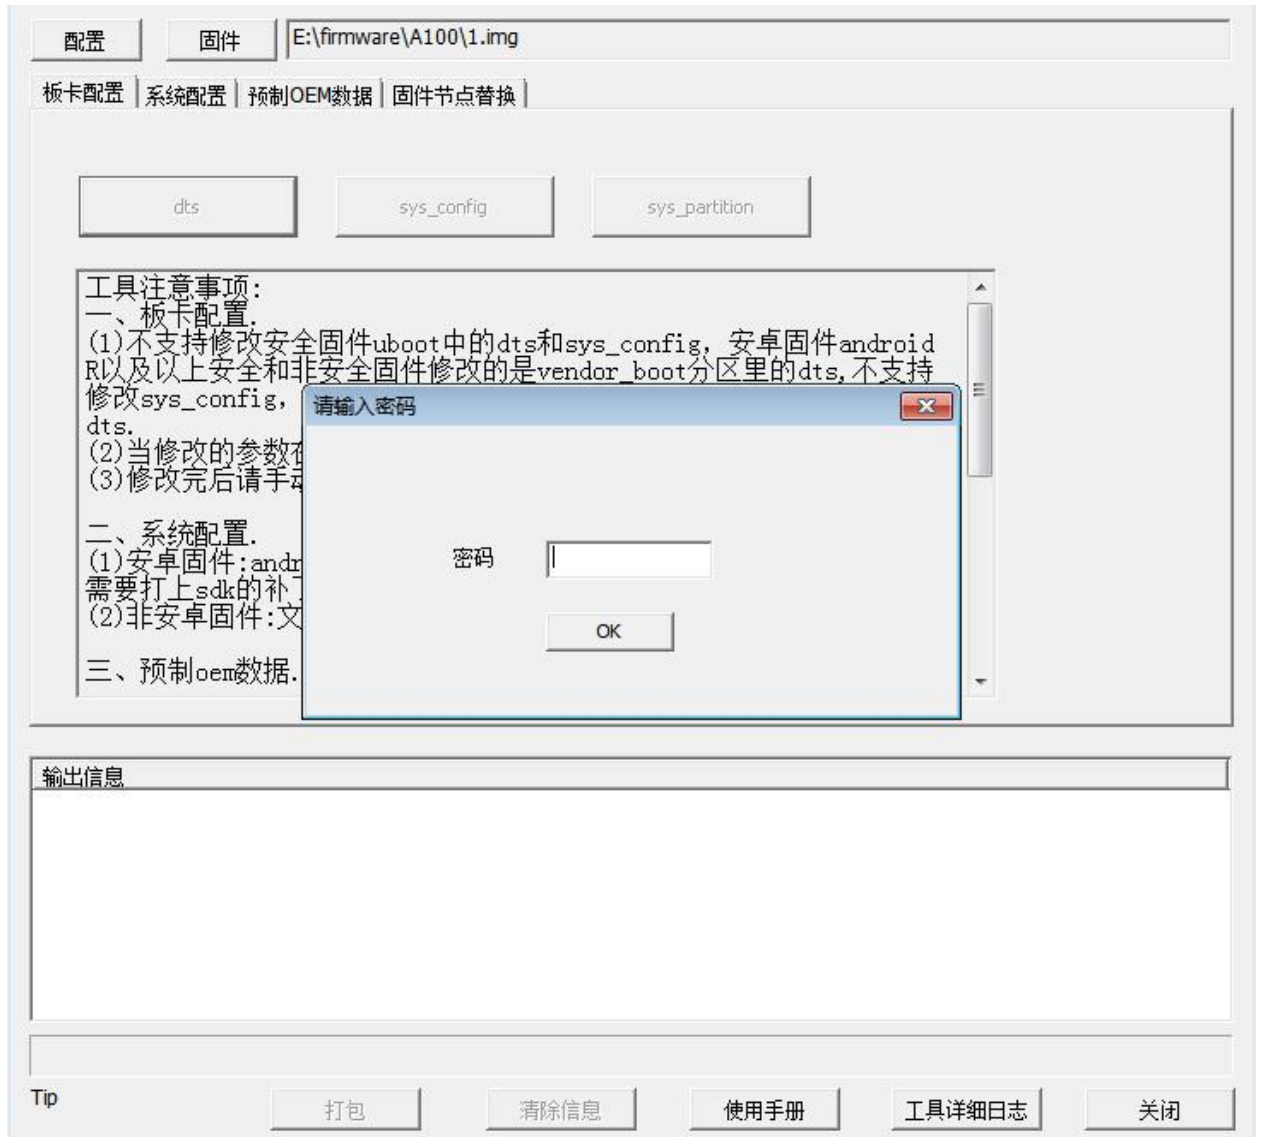 配置 固件 E:\firmware\A100\1.img
板卡配置 系统配置 预制OEM数据 固件节点替换
dts sys_config sys_partition
工具注意事项:
一、板卡配置.
(1)不支持修改安全固件uboot中的dts和sys_config, 安卓固件android
R以及以上安全和非安全固件修改的是vendor_boot分区里的dts,不支持
修改sys_config,
dts.
(2)当修改的参数
(3)修改完后请手
二、系统配置.
(1)安卓固件:andr
需要打上sdk的补
(2)非安卓固件:文
三、预制oem数据.
请输入密码
密码
OK
输出信息
Tip 打包 清除信息 使用手册 工具详细日志 关闭